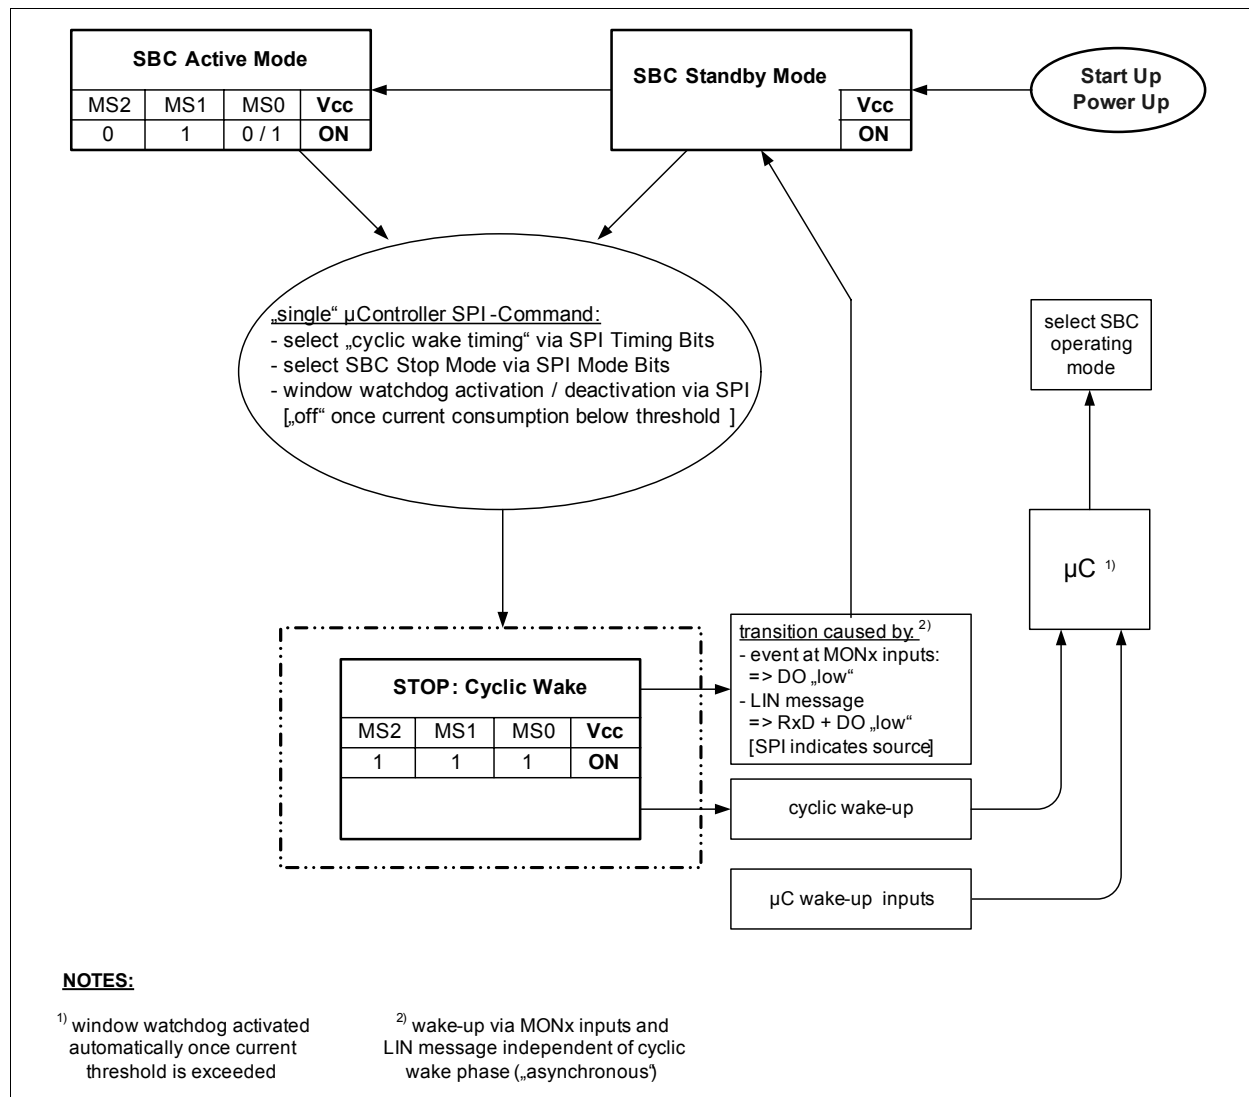 SBC Active Mode
MS2 MS1 MS0 Vcc
0 1 0 / 1 ON
SBC Standby Mode
Vcc
ON
Start Up
Power Up
„single“ µController SPI-Command:
- select „cyclic wake timing“ via SPI Timing Bits
- select SBC Stop Mode via SPI Mode Bits
- window watchdog activation / deactivation via SPI
[„off“ once current consumption below threshold ]
select SBC
operating
mode
µC 1)
STOP: Cyclic Wake
MS2 MS1 MS0 Vcc
1 1 1 ON
transition caused by: 2)
- event at MONx inputs:
=> DO „low“
- LIN message
=> RxD + DO „low“
[SPI indicates source]
cyclic wake-up
µC wake-up inputs
NOTES:
1) window watchdog activated
automatically once current
threshold is exceeded
2) wake-up via MONx inputs and
LIN message independent of cyclic
wake phase („asynchronous“)